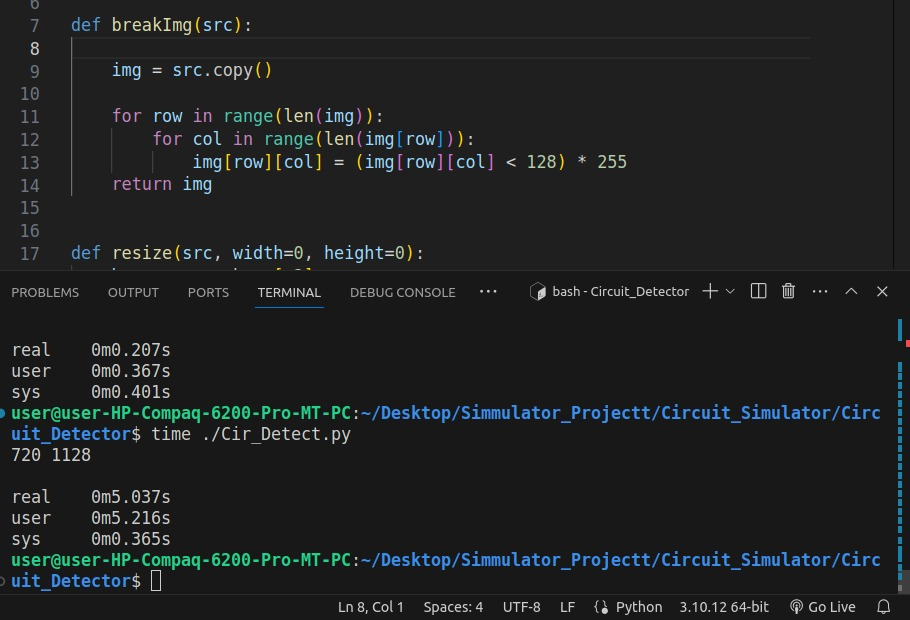 6
7 def breakImg(src):
8
9 img = src.copy()
10
11 for row in range(len(img)):
12 for col in range(len(img[row])):
13 img[row][col] = (img[row][col] < 128) * 255
14 return img
15
16
17 def resize(src, width=0, height=0):
PROBLEMS OUTPUT PORTS TERMINAL DEBUG CONSOLE ··· bash - Circuit_Detector
real 0m0.207s
user 0m0.367s
sys 0m0.401s
user@user-HP-Compaq-6200-Pro-MT-PC:~/Desktop/Simmulator_Projectt/Circuit_Simulator/Circ
uit_Detector$ time ./Cir_Detect.py
720 1128
real 0m5.037s
user 0m5.216s
sys 0m0.365s
user@user-HP-Compaq-6200-Pro-MT-PC:~/Desktop/Simmulator_Projectt/Circuit_Simulator/Circ
uit_Detector$
Ln 8, Col 1 Spaces: 4 UTF-8 LF Python 3.10.12 64-bit Go Live